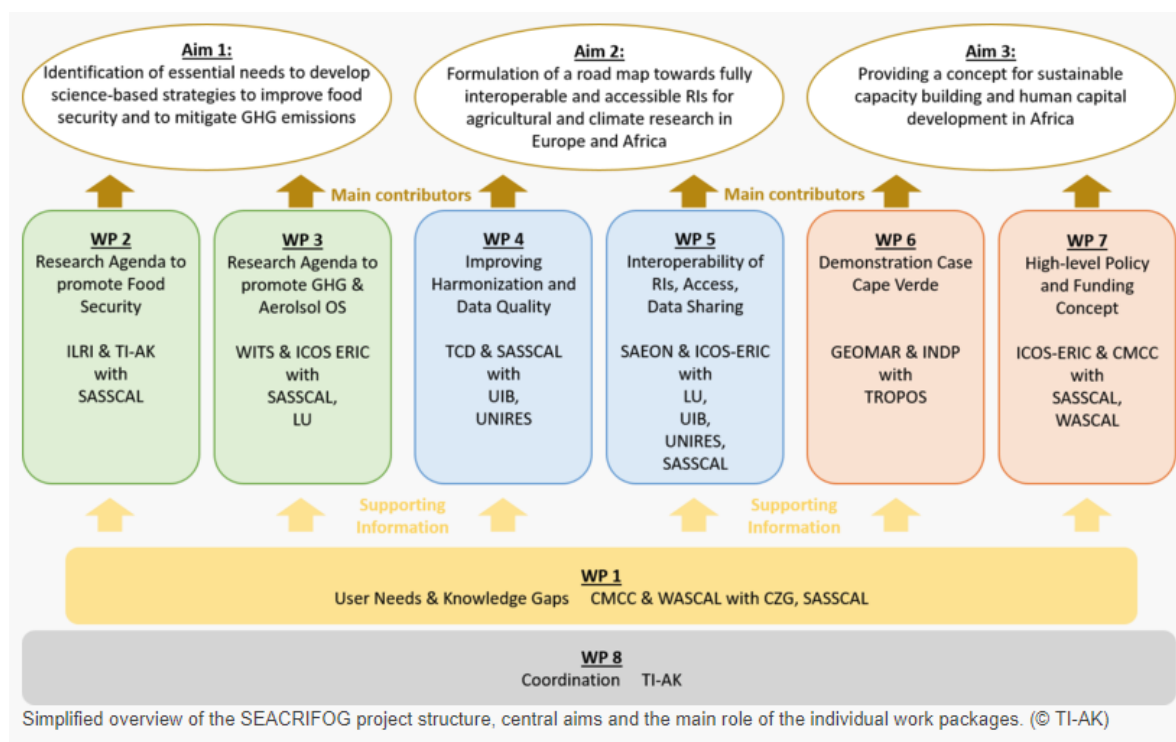 Aim 1:
Identification of essential needs to develop
science-based strategies to improve food
security and to mitigate GHG emissions
Aim 2:
Formulation of a road map towards fully
interoperable and accessible RIs for
agricultural and climate research in
Europe and Africa
Aim 3:
Providing a concept for sustainable
capacity building and human capital
development in Africa
Main contributors
Main contributors
WP 2
Research Agenda to
promote Food
Security
ILRI & TI-AK
with
SASSCAL
WP 3
Research Agenda to
promote GHG &
Aerolsol OS
WITS & ICOS ERIC
with
SASSCAL,
LU
WP 4
Improving
Harmonization and
Data Quality
TCD & SASSCAL
with
UIB,
UNIRES
WP 5
Interoperability of
RIs, Access,
Data Sharing
SAEON & ICOS-ERIC
with
LU,
UIB,
UNIRES,
SASSCAL
WP 6
Demonstration Case
Cape Verde
GEOMAR & INDP
with
TROPOS
WP 7
High-level Policy
and Funding
Concept
ICOS-ERIC & CMCC
with
SASSCAL,
WASCAL
Supporting
Information
Supporting
Information
WP 1
User Needs & Knowledge Gaps CMCC & WASCAL with CZG, SASSCAL
WP 8
Coordination TI-AK
Simplified overview of the SEACRIFOG project structure, central aims and the main role of the individual work packages. (© TI-AK)